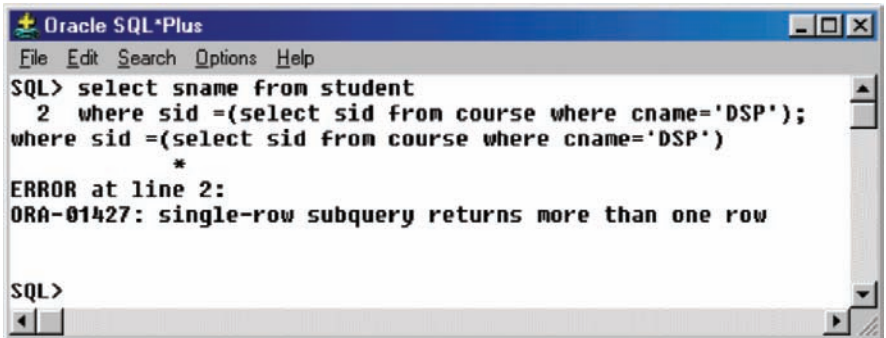 Oracle SQL*Plus
File Edit Search Options Help
SQL> select sname from student
2 where sid =(select sid from course where cname='DSP');
where sid =(select sid from course where cname='DSP')
*
ERROR at line 2:
ORA-01427: single-row subquery returns more than one row
SQL>